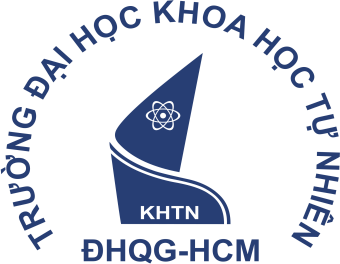 TRƯỜNG ĐẠI HỌC KHOA HỌC TỰ NHIÊN
KHTN
ĐHQG-HCM